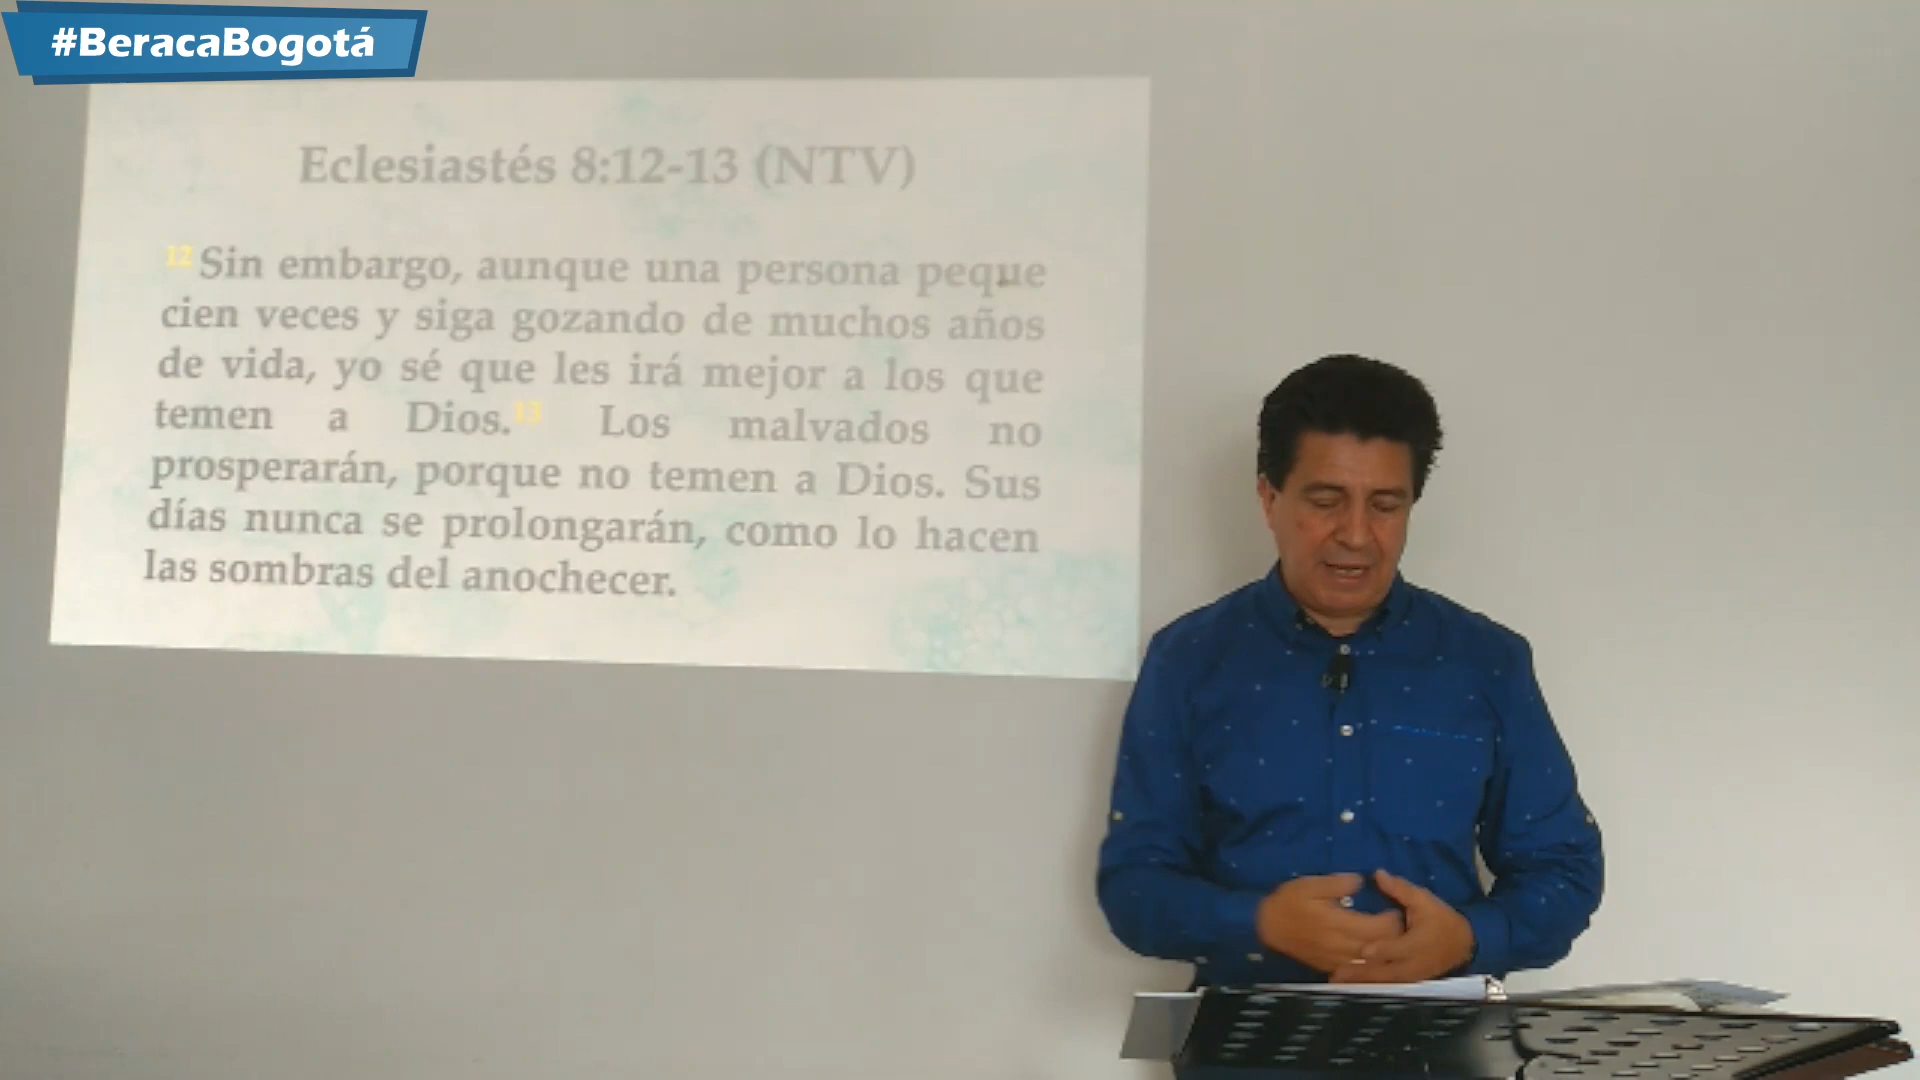 #BeracaBogotá
Eclesiastés 8:12-13 (NTV)
12 Sin embargo, aunque una persona peque
cien veces y siga gozando de muchos años
de vida, yo sé que les irá mejor a los que
temen a Dios.13 Los malvados no
prosperarán, porque no temen a Dios. Sus
días nunca se prolongarán, como lo hacen
las sombras del anochecer.